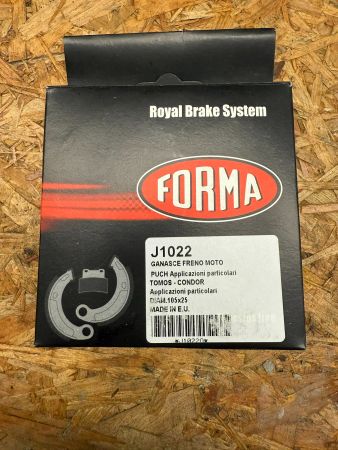 Royal Brake System
FORMA
J1022
GANASCE FRENO MOTO
PUCH Applicazioni particolari
TOMOS - CONDOR
Applicazioni particolari
DIAM.105x25
MADE IN E.U.